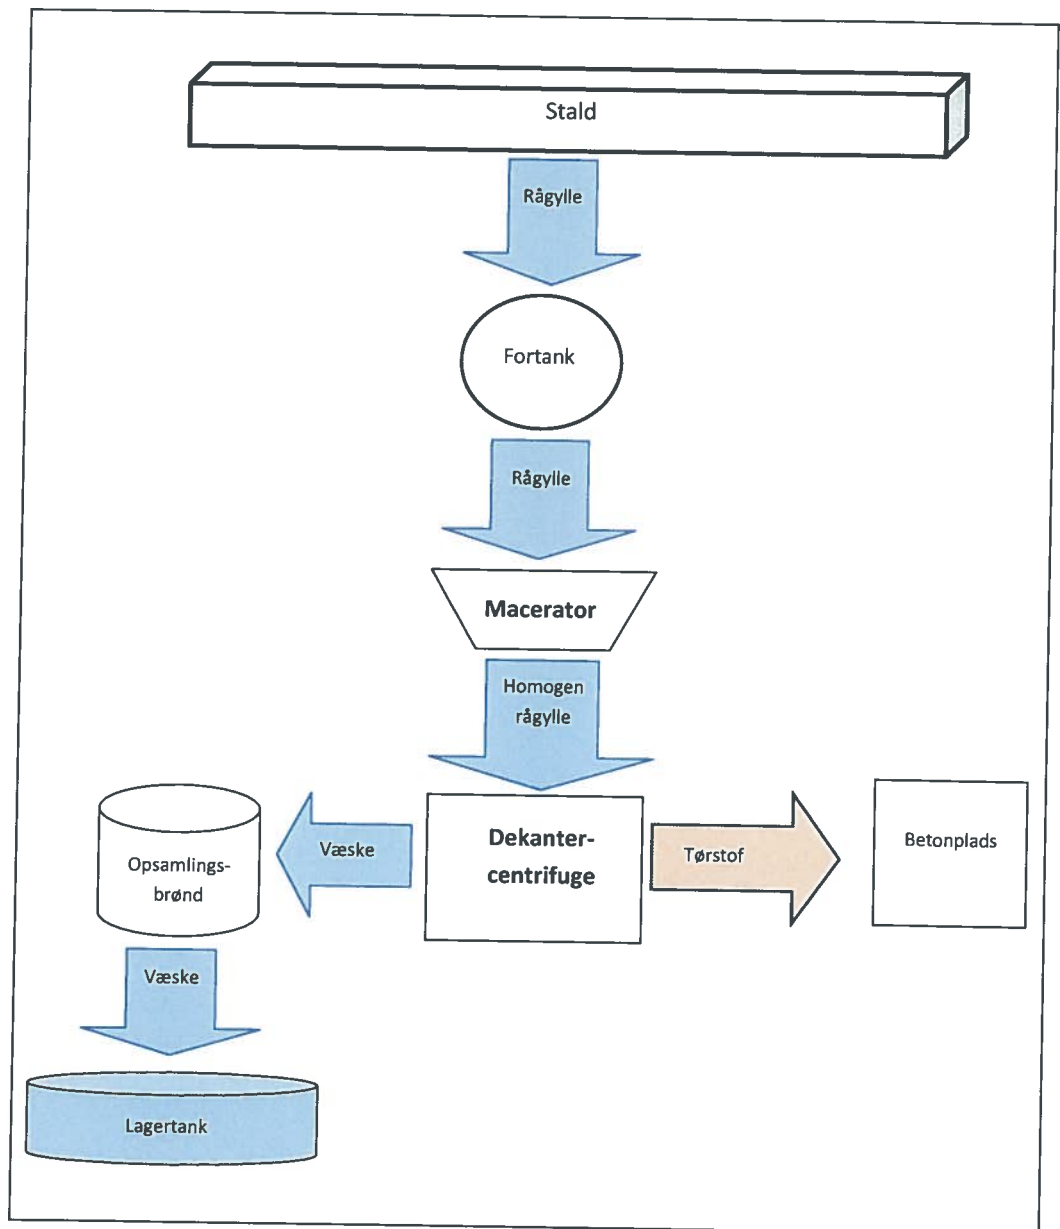 Stald
Rågylle
Fortank
Rågylle
Macerator
Homogen
rågylle
Opsamlings-
brønd
Væske
Dekanter-
centrifuge
Tørstof
Betonplads
Væske
Lagertank